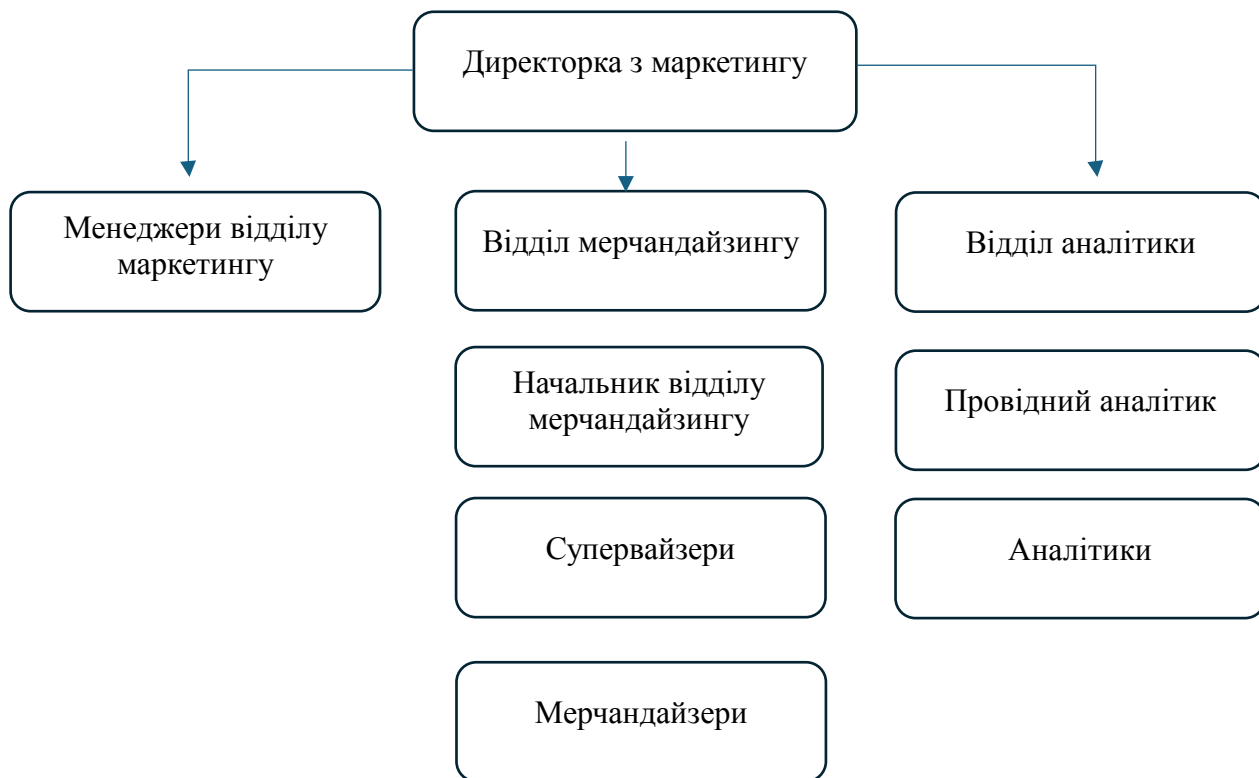 Директорка з маркетингу
Менеджери відділу
маркетингу
Відділ мерчандайзингу
Відділ аналітики
Начальник відділу
мерчандайзингу
Провідний аналітик
Супервайзери
Аналітики
Мерчандайзери